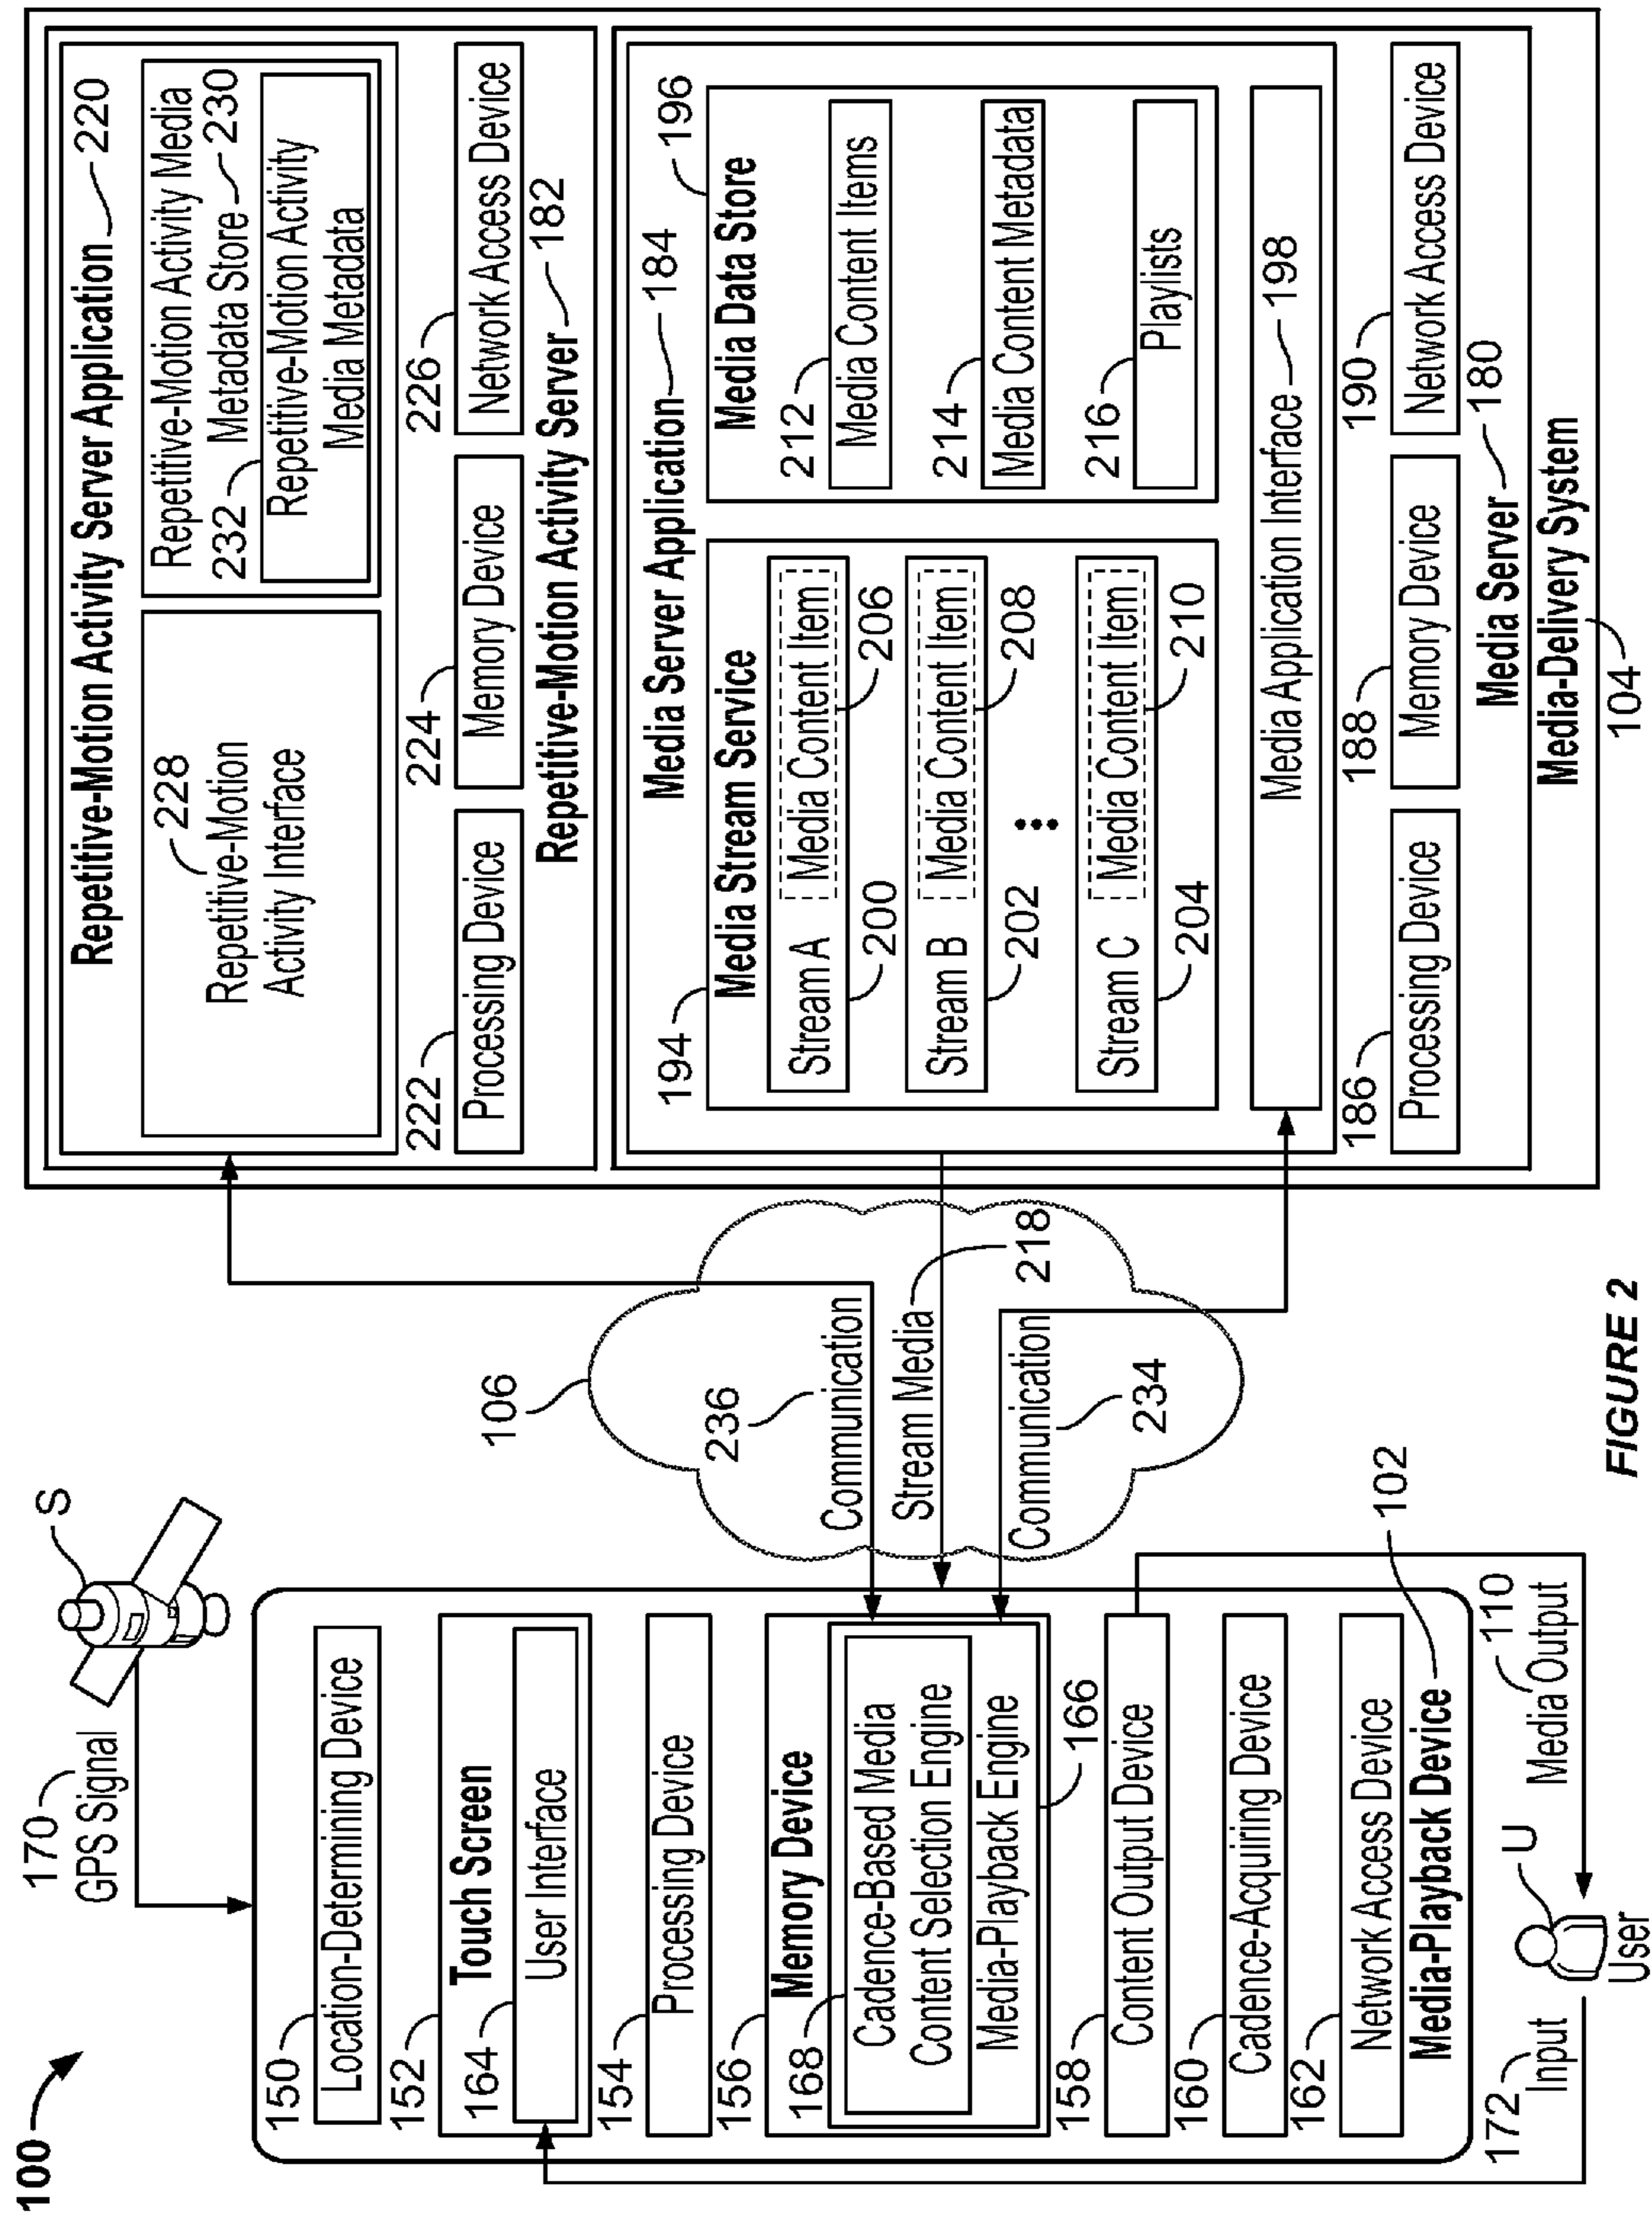 100
170
GPS Signal
S
150
Location-Determining Device
152
Touch Screen
164
User Interface
154
Processing Device
156
Memory Device
168
Cadence-Based Media
Content Selection Engine
Media-Playback Engine
166
158
Content Output Device
160
Cadence-Acquiring Device
162
Network Access Device
Media-Playback Device
102
172
Input
U
User
110
Media Output
106
236
Communication
Stream Media
218
Communication
234
Repetitive-Motion Activity Server Application
220
228
Repetitive-Motion
Activity Interface
Repetitive-Motion Activity Media
Metadata Store
230
232
Repetitive-Motion Activity
Media Metadata
222
Processing Device
224
Memory Device
226
Network Access Device
Repetitive-Motion Activity Server
182
Media Server Application
184
194
Media Stream Service
Stream A
Media Content Item
200
206
Stream B
Media Content Item
202
208
Stream C
Media Content Item
204
210
196
Media Data Store
212
Media Content Items
214
Media Content Metadata
216
Playlists
Media Application Interface
198
186
Processing Device
188
Memory Device
190
Network Access Device
Media Server
180
Media-Delivery System
104
FIGURE 2